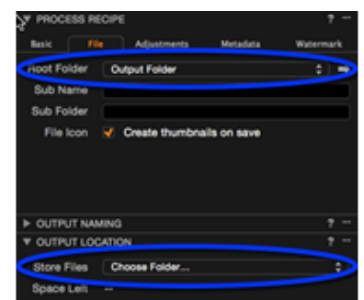 PROCESS RECIPE ?
Basic File Adjustments Metadata Watermark
Root Folder Output Folder
Sub Name
Sub Folder
File Icon Create thumbnails on save
OUTPUT NAMING ?
OUTPUT LOCATION ?
Store Files Choose Folder...
Space Left --